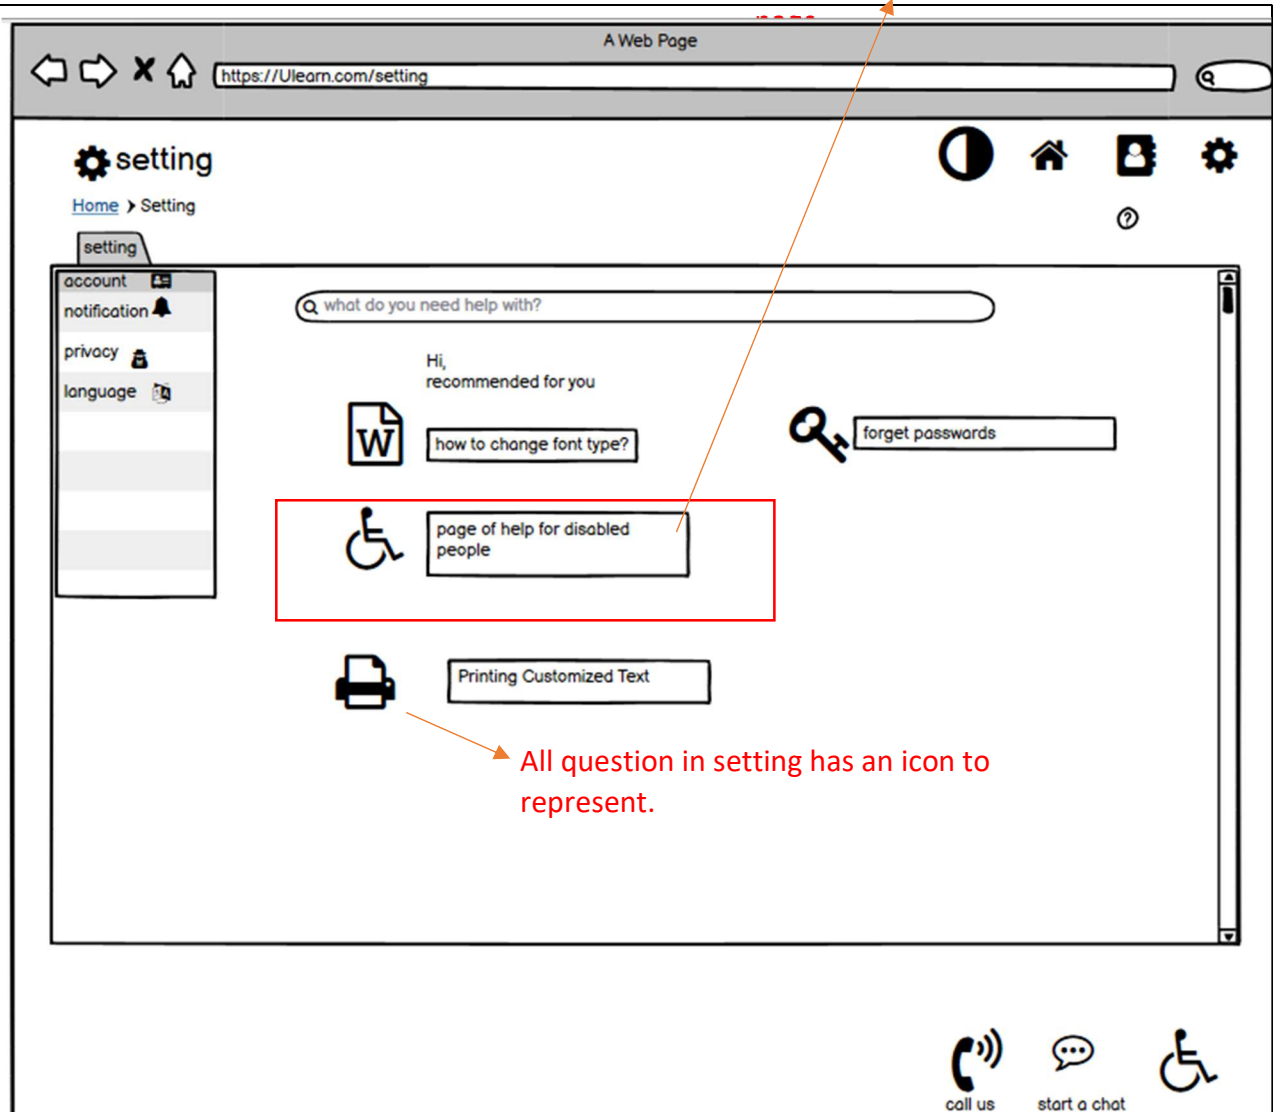 page
A Web Page
https://Ulearn.com/setting
setting
Home > Setting
setting
account
notification
privacy
language
what do you need help with?
Hi,
recommended for you
how to change font type?
forget passwards
page of help for disabled
people
Printing Customized Text
All question in setting has an icon to
represent.
call us
start a chat